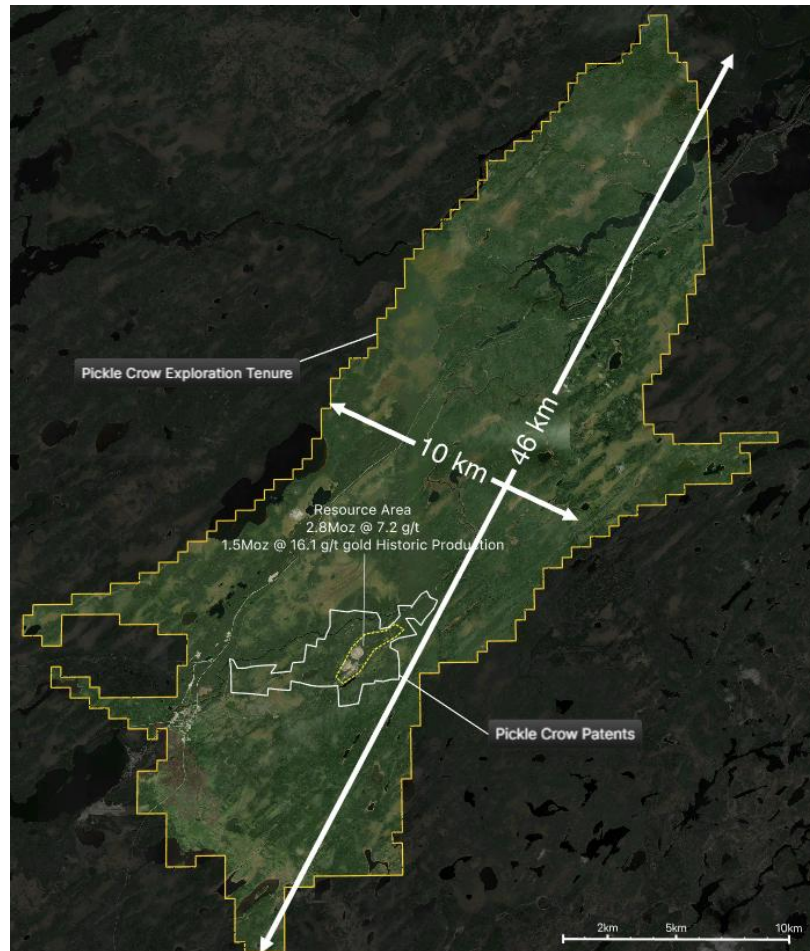 Pickle Crow Exploration Tenure
10 km
46 km
Resource Area
2.8Moz @ 7.2 g/t
1.5Moz @ 16.1 g/t gold Historic Production
Pickle Crow Patents
2km
5km
10km